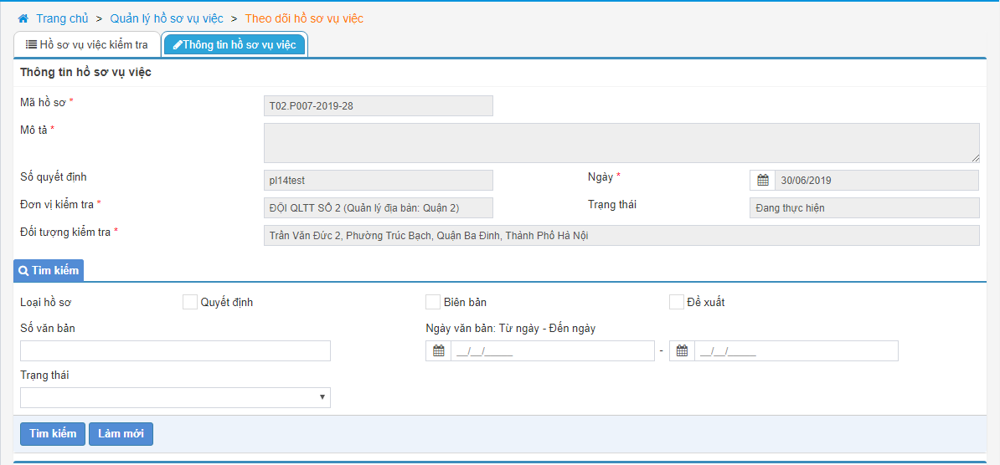 Trang chủ > Quản lý hồ sơ vụ việc > Theo dõi hồ sơ vụ việc
Hồ sơ vụ việc kiểm tra Thông tin hồ sơ vụ việc
Thông tin hồ sơ vụ việc
Mã hồ sơ * T02.P007-2019-28
Mô tả *
Số quyết định pl14test Ngày * 30/06/2019
Đơn vị kiểm tra * ĐỘI QLTT SỐ 2 (Quản lý địa bàn: Quận 2) Trạng thái Đang thực hiện
Đối tượng kiểm tra * Trần Văn Đức 2, Phường Trúc Bạch, Quận Ba Đình, Thành Phố Hà Nội
Tìm kiếm
Loại hồ sơ Quyết định Biên bản Đề xuất
Số văn bản Ngày văn bản: Từ ngày - Đến ngày
__/__/____ - __/__/____
Trạng thái
Tìm kiếm Làm mới